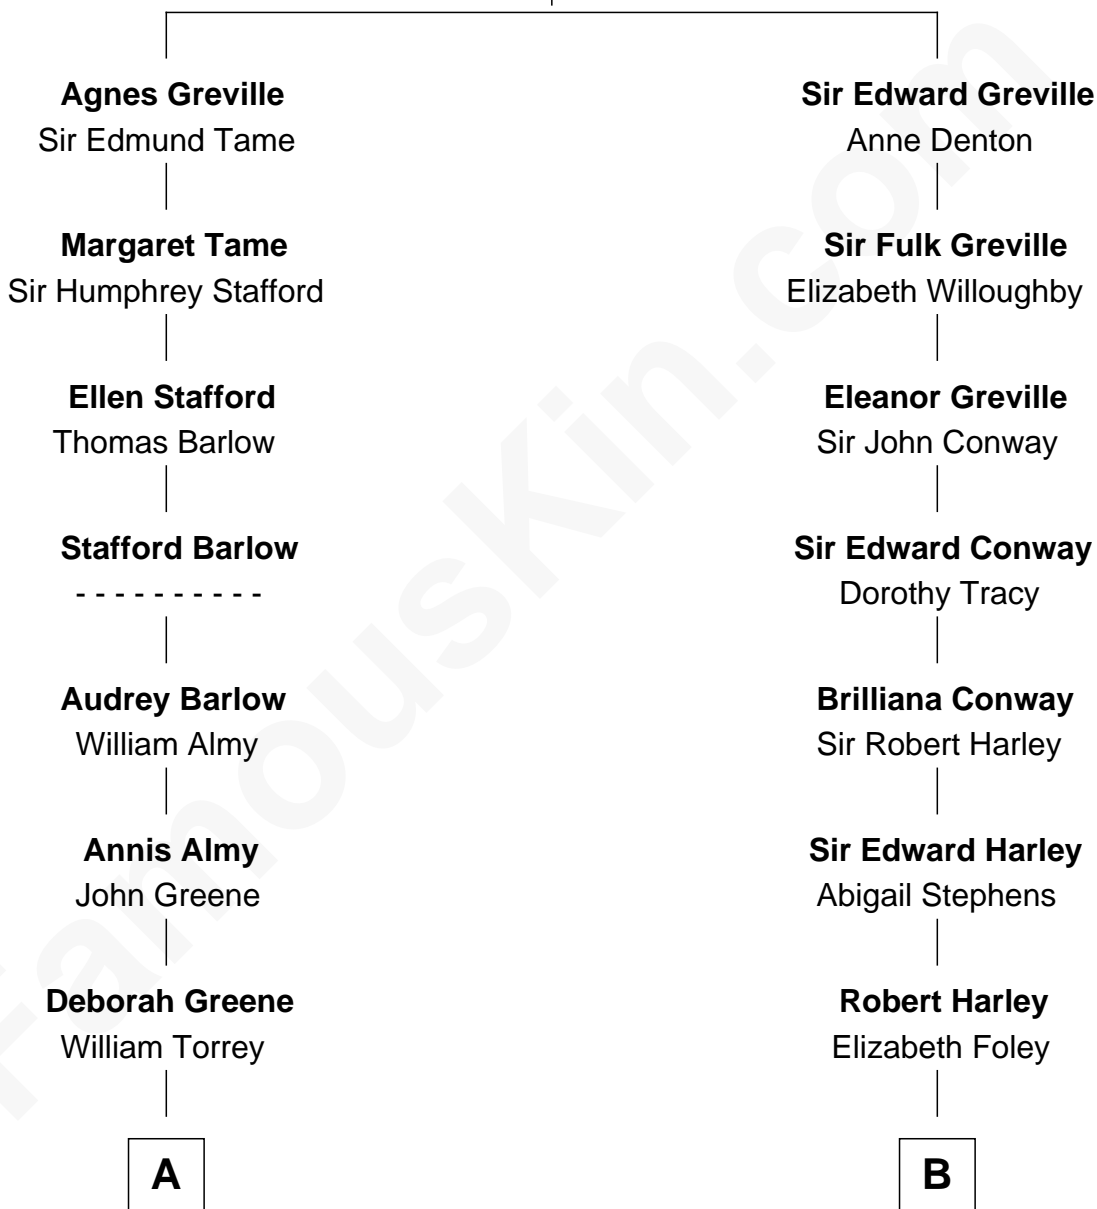 Agnes Greville
Sir Edmund Tame
Margaret Tame
Sir Humphrey Stafford
Ellen Stafford
Thomas Barlow
Stafford Barlow
- - - - - - - - - -
Audrey Barlow
William Almy
Annis Almy
John Greene
Deborah Greene
William Torrey
A
Sir Edward Greville
Anne Denton
Sir Fulk Greville
Elizabeth Willoughby
Eleanor Greville
Sir John Conway
Sir Edward Conway
Dorothy Tracy
Brilliana Conway
Sir Robert Harley
Sir Edward Harley
Abigail Stephens
Robert Harley
Elizabeth Foley
B
FamousKin.com